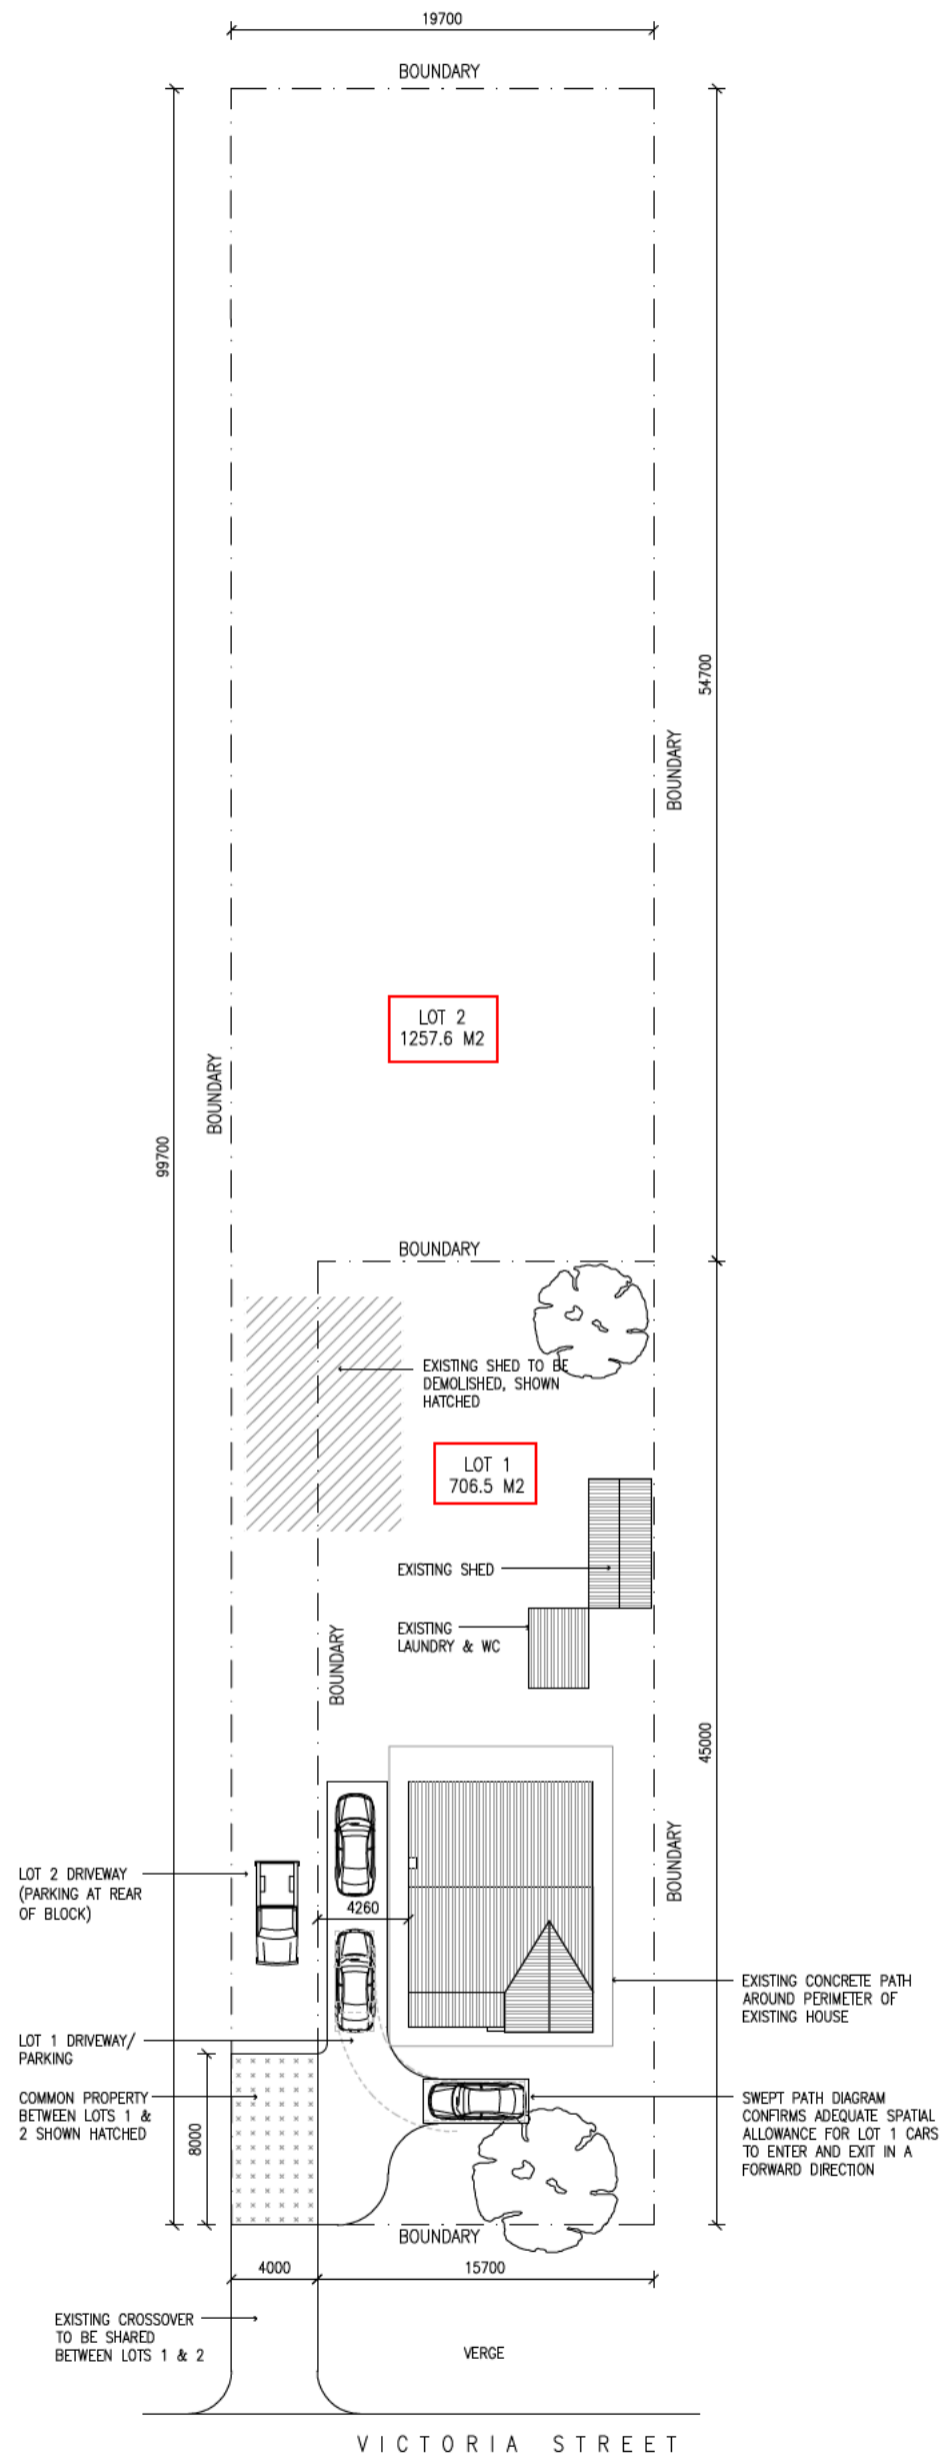 19700
BOUNDARY
54700
BOUNDARY
LOT 2
1257.6 M2
BOUNDARY
99700
BOUNDARY
EXISTING SHED TO BE
DEMOLISHED, SHOWN
HATCHED
LOT 1
706.5 M2
EXISTING SHED
EXISTING
LAUNDRY & WC
BOUNDARY
45000
BOUNDARY
LOT 2 DRIVEWAY
(PARKING AT REAR
OF BLOCK)
4260
EXISTING CONCRETE PATH
AROUND PERIMETER OF
EXISTING HOUSE
LOT 1 DRIVEWAY/
PARKING
COMMON PROPERTY
BETWEEN LOTS 1 &
2 SHOWN HATCHED
8000
SWEPT PATH DIAGRAM
CONFIRMS ADEQUATE SPATIAL
ALLOWANCE FOR LOT 1 CARS
TO ENTER AND EXIT IN A
FORWARD DIRECTION
BOUNDARY
4000
15700
EXISTING CROSSOVER
TO BE SHARED
BETWEEN LOTS 1 & 2
VERGE
VICTORIA STREET